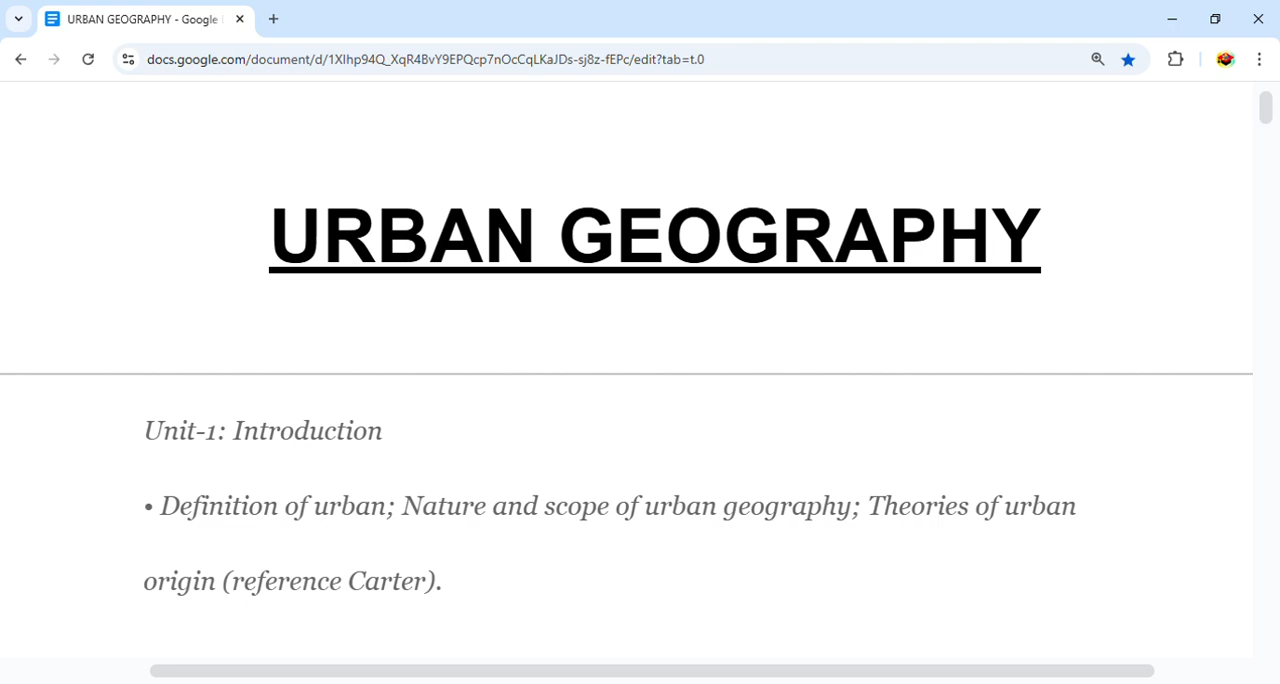 URBAN GEOGRAPHY - Google
docs.google.com/document/d/1XIhp94Q_XqR4BvY9EPQcp7nOcCqLKaJDs-sj8z-fEPc/edit?tab=t.0
URBAN GEOGRAPHY
Unit-1: Introduction
• Definition of urban; Nature and scope of urban geography; Theories of urban
origin (reference Carter).